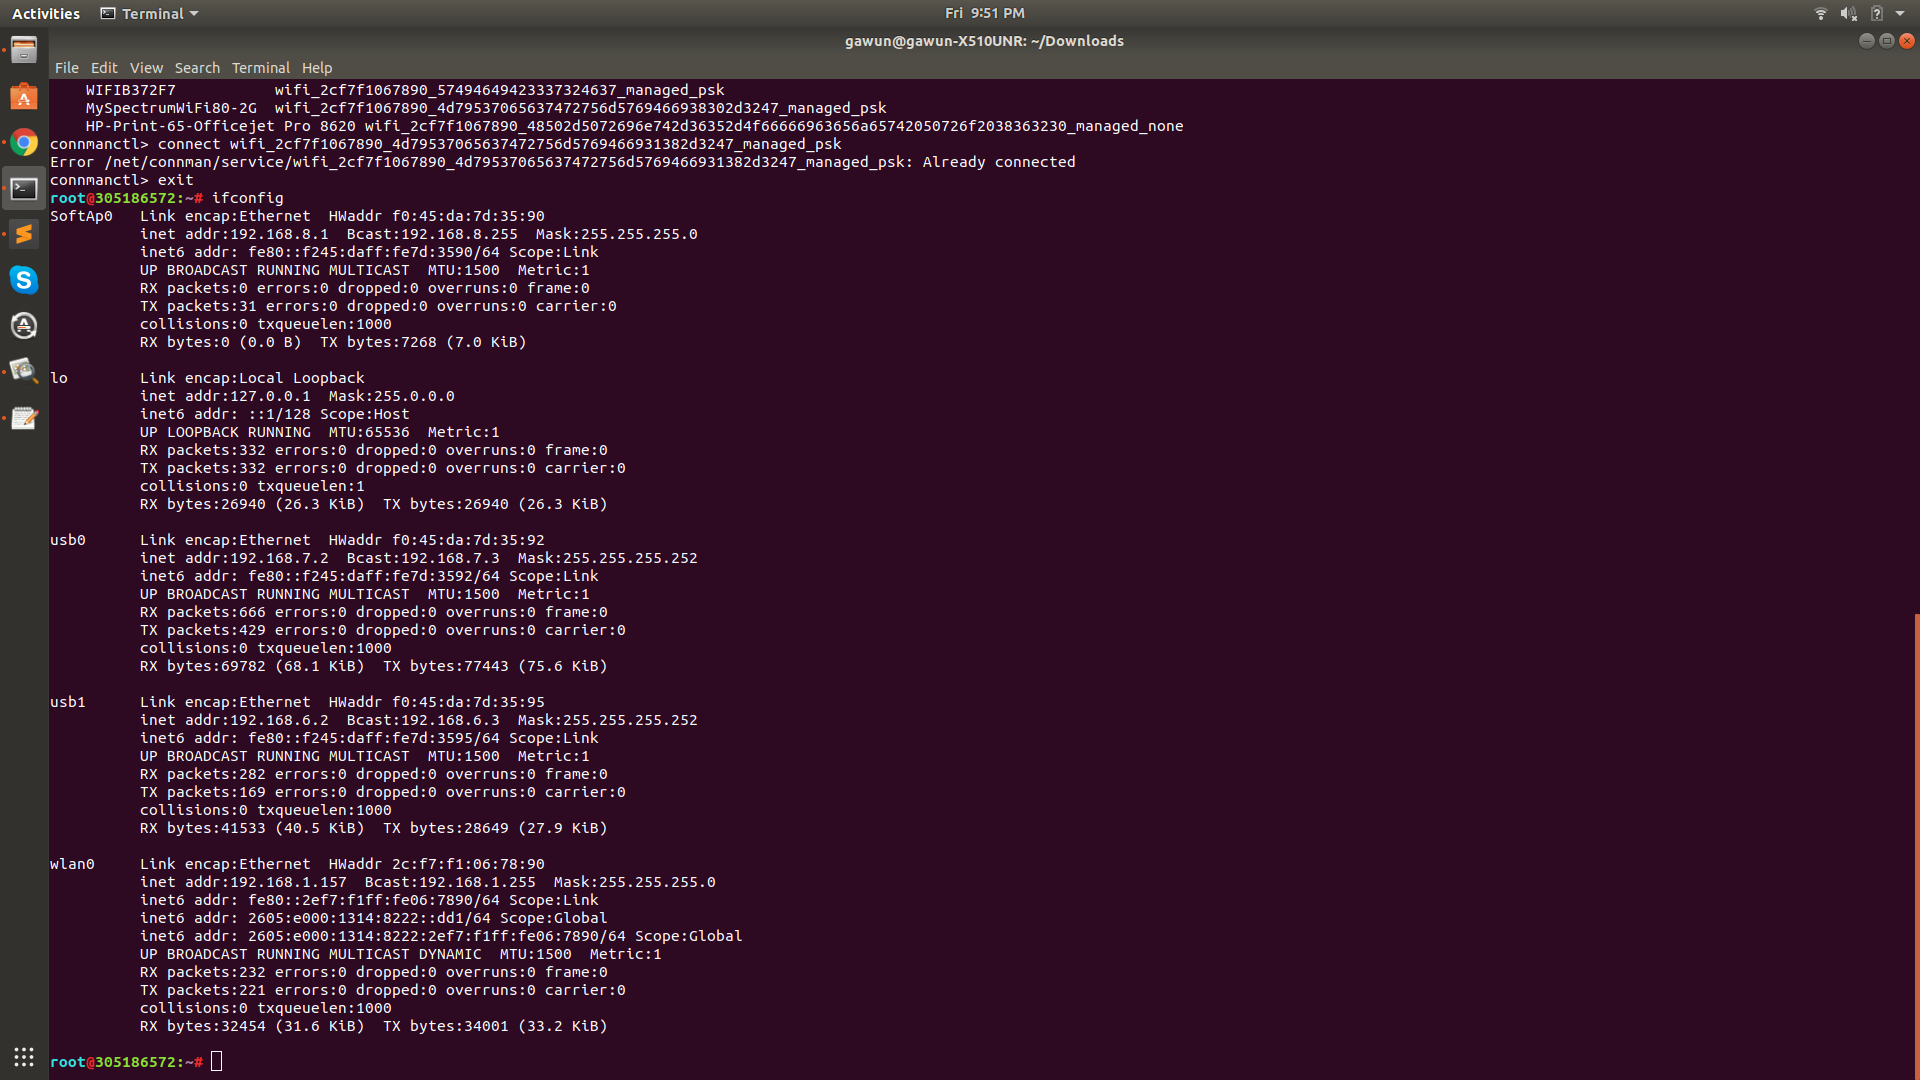 Activities Terminal Fri 9:51 PM
gawun@gawun-X510UNR: ~/Downloads
File Edit View Search Terminal Help
    WIFIB372F7           wifi_2cf7f1067890_57494649423337324637_managed_psk
    MySpectrumWiFi80-2G  wifi_2cf7f1067890_4d79537065637472756d5769466938302d3247_managed_psk
    HP-Print-65-Officejet Pro 8620 wifi_2cf7f1067890_48502d5072696e742d36352d4f66666963656a65742050726f2038363230_managed_none
connmanctl> connect wifi_2cf7f1067890_4d79537065637472756d5769466931382d3247_managed_psk
Error /net/connman/service/wifi_2cf7f1067890_4d79537065637472756d5769466931382d3247_managed_psk: Already connected
connmanctl> exit
root@305186572:~# ifconfig
SoftAp0   Link encap:Ethernet  HWaddr f0:45:da:7d:35:90
          inet addr:192.168.8.1  Bcast:192.168.8.255  Mask:255.255.255.0
          inet6 addr: fe80::f245:daff:fe7d:3590/64 Scope:Link
          UP BROADCAST RUNNING MULTICAST  MTU:1500  Metric:1
          RX packets:0 errors:0 dropped:0 overruns:0 frame:0
          TX packets:31 errors:0 dropped:0 overruns:0 carrier:0
          collisions:0 txqueuelen:1000
          RX bytes:0 (0.0 B)  TX bytes:7268 (7.0 KiB)

lo        Link encap:Local Loopback
          inet addr:127.0.0.1  Mask:255.0.0.0
          inet6 addr: ::1/128 Scope:Host
          UP LOOPBACK RUNNING  MTU:65536  Metric:1
          RX packets:332 errors:0 dropped:0 overruns:0 frame:0
          TX packets:332 errors:0 dropped:0 overruns:0 carrier:0
          collisions:0 txqueuelen:1
          RX bytes:26940 (26.3 KiB)  TX bytes:26940 (26.3 KiB)

usb0      Link encap:Ethernet  HWaddr f0:45:da:7d:35:92
          inet addr:192.168.7.2  Bcast:192.168.7.3  Mask:255.255.255.252
          inet6 addr: fe80::f245:daff:fe7d:3592/64 Scope:Link
          UP BROADCAST RUNNING MULTICAST  MTU:1500  Metric:1
          RX packets:666 errors:0 dropped:0 overruns:0 frame:0
          TX packets:429 errors:0 dropped:0 overruns:0 carrier:0
          collisions:0 txqueuelen:1000
          RX bytes:69782 (68.1 KiB)  TX bytes:77443 (75.6 KiB)

usb1      Link encap:Ethernet  HWaddr f0:45:da:7d:35:95
          inet addr:192.168.6.2  Bcast:192.168.6.3  Mask:255.255.255.252
          inet6 addr: fe80::f245:daff:fe7d:3595/64 Scope:Link
          UP BROADCAST RUNNING MULTICAST  MTU:1500  Metric:1
          RX packets:282 errors:0 dropped:0 overruns:0 frame:0
          TX packets:169 errors:0 dropped:0 overruns:0 carrier:0
          collisions:0 txqueuelen:1000
          RX bytes:41533 (40.5 KiB)  TX bytes:28649 (27.9 KiB)

wlan0     Link encap:Ethernet  HWaddr 2c:f7:f1:06:78:90
          inet addr:192.168.1.157  Bcast:192.168.1.255  Mask:255.255.255.0
          inet6 addr: fe80::2ef7:f1ff:fe06:7890/64 Scope:Link
          inet6 addr: 2605:e000:1314:8222::dd1/64 Scope:Global
          inet6 addr: 2605:e000:1314:8222:2ef7:f1ff:fe06:7890/64 Scope:Global
          UP BROADCAST RUNNING MULTICAST DYNAMIC  MTU:1500  Metric:1
          RX packets:232 errors:0 dropped:0 overruns:0 frame:0
          TX packets:221 errors:0 dropped:0 overruns:0 carrier:0
          collisions:0 txqueuelen:1000
          RX bytes:32454 (31.6 KiB)  TX bytes:34001 (33.2 KiB)

root@305186572:~#